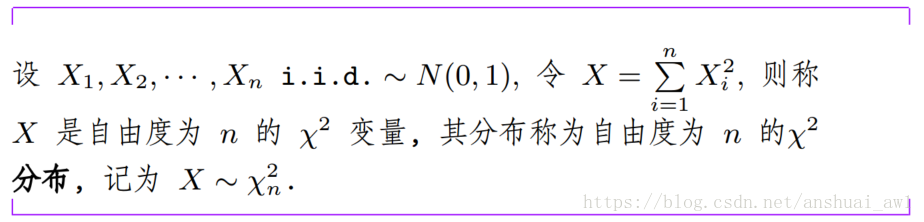 设 X₁, X₂, ⋯ , Xₙ i.i.d. ∼ N(0, 1), 令 X = ∑ᵢ₌₁ⁿ Xᵢ², 则称
X 是自由度为 n 的 χ² 变量, 其分布称为自由度为 n 的χ²
分布, 记为 X ∼ χₙ².
https://blog.csdn.net/anshuai_aw1